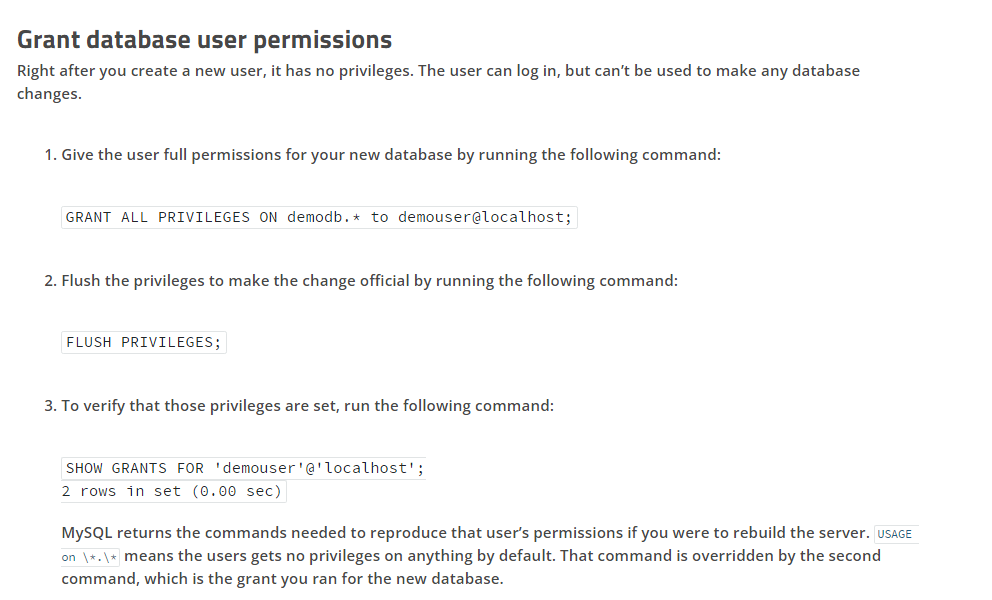 Grant database user permissions
Right after you create a new user, it has no privileges. The user can log in, but can’t be used to make any database
changes.
1. Give the user full permissions for your new database by running the following command:
GRANT ALL PRIVILEGES ON demodb.* to demouser@localhost;
2. Flush the privileges to make the change official by running the following command:
FLUSH PRIVILEGES;
3. To verify that those privileges are set, run the following command:
SHOW GRANTS FOR 'demouser'@'localhost';
2 rows in set (0.00 sec)
MySQL returns the commands needed to reproduce that user’s permissions if you were to rebuild the server. USAGE
on \*.\* means the users gets no privileges on anything by default. That command is overridden by the second
command, which is the grant you ran for the new database.